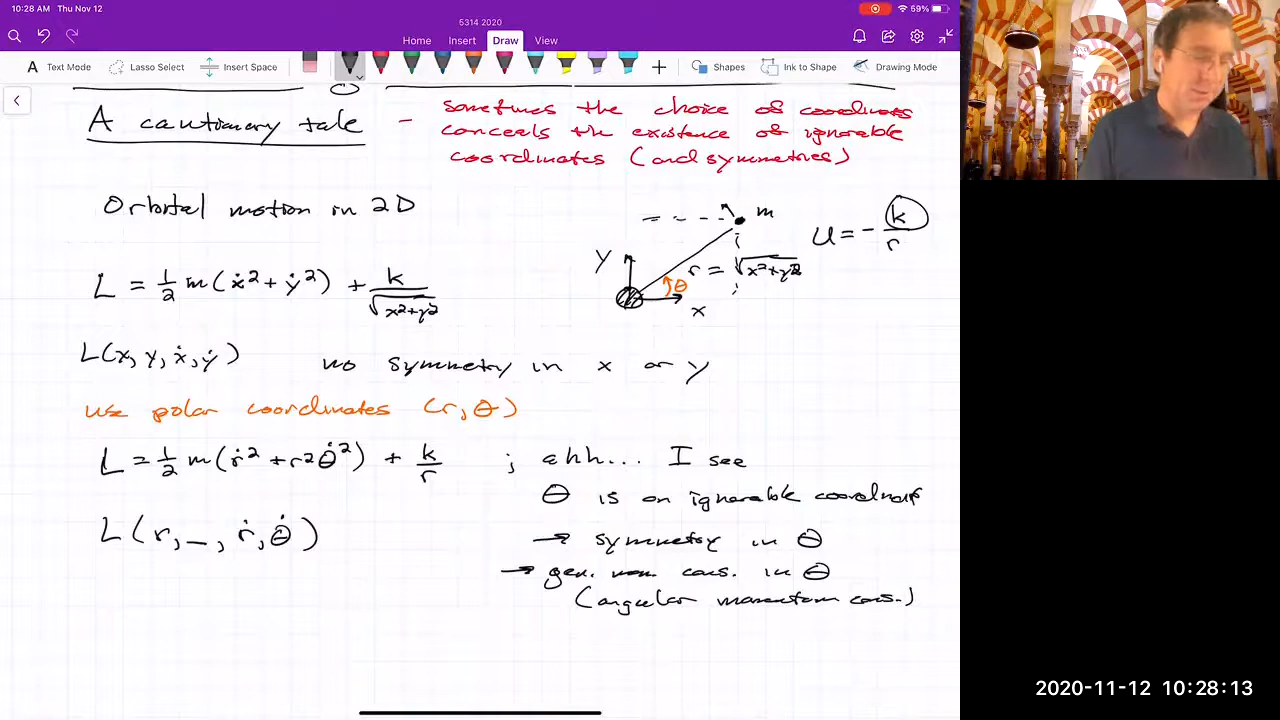 10:28 AM Thu Nov 12
59%
5314 2020
Home Insert Draw View
Text Mode Lasso Select Insert Space Shapes Ink to Shape Drawing Mode
A cautionary tale - sometimes the choice of coordinates
conceals the existence of ignorable
coordinates (and symmetries)
Orbital motion in 2D
m
U = - k/r
y
r = √x²+y²
θ
x
L = 1/2 m(ẋ² + ẏ²) + k/√x²+y²
L(x, y, ẋ, ẏ) no symmetry in x or y
use polar coordinates (r, θ)
L = 1/2 m(ṙ² + r²θ̇²) + k/r ; ahh... I see
θ is an ignorable coordinate
L(r, _, ṙ, θ̇)
→ symmetry in θ
→ gen. mom. cons. in θ
(angular momentum cons.)
2020-11-12 10:28:13